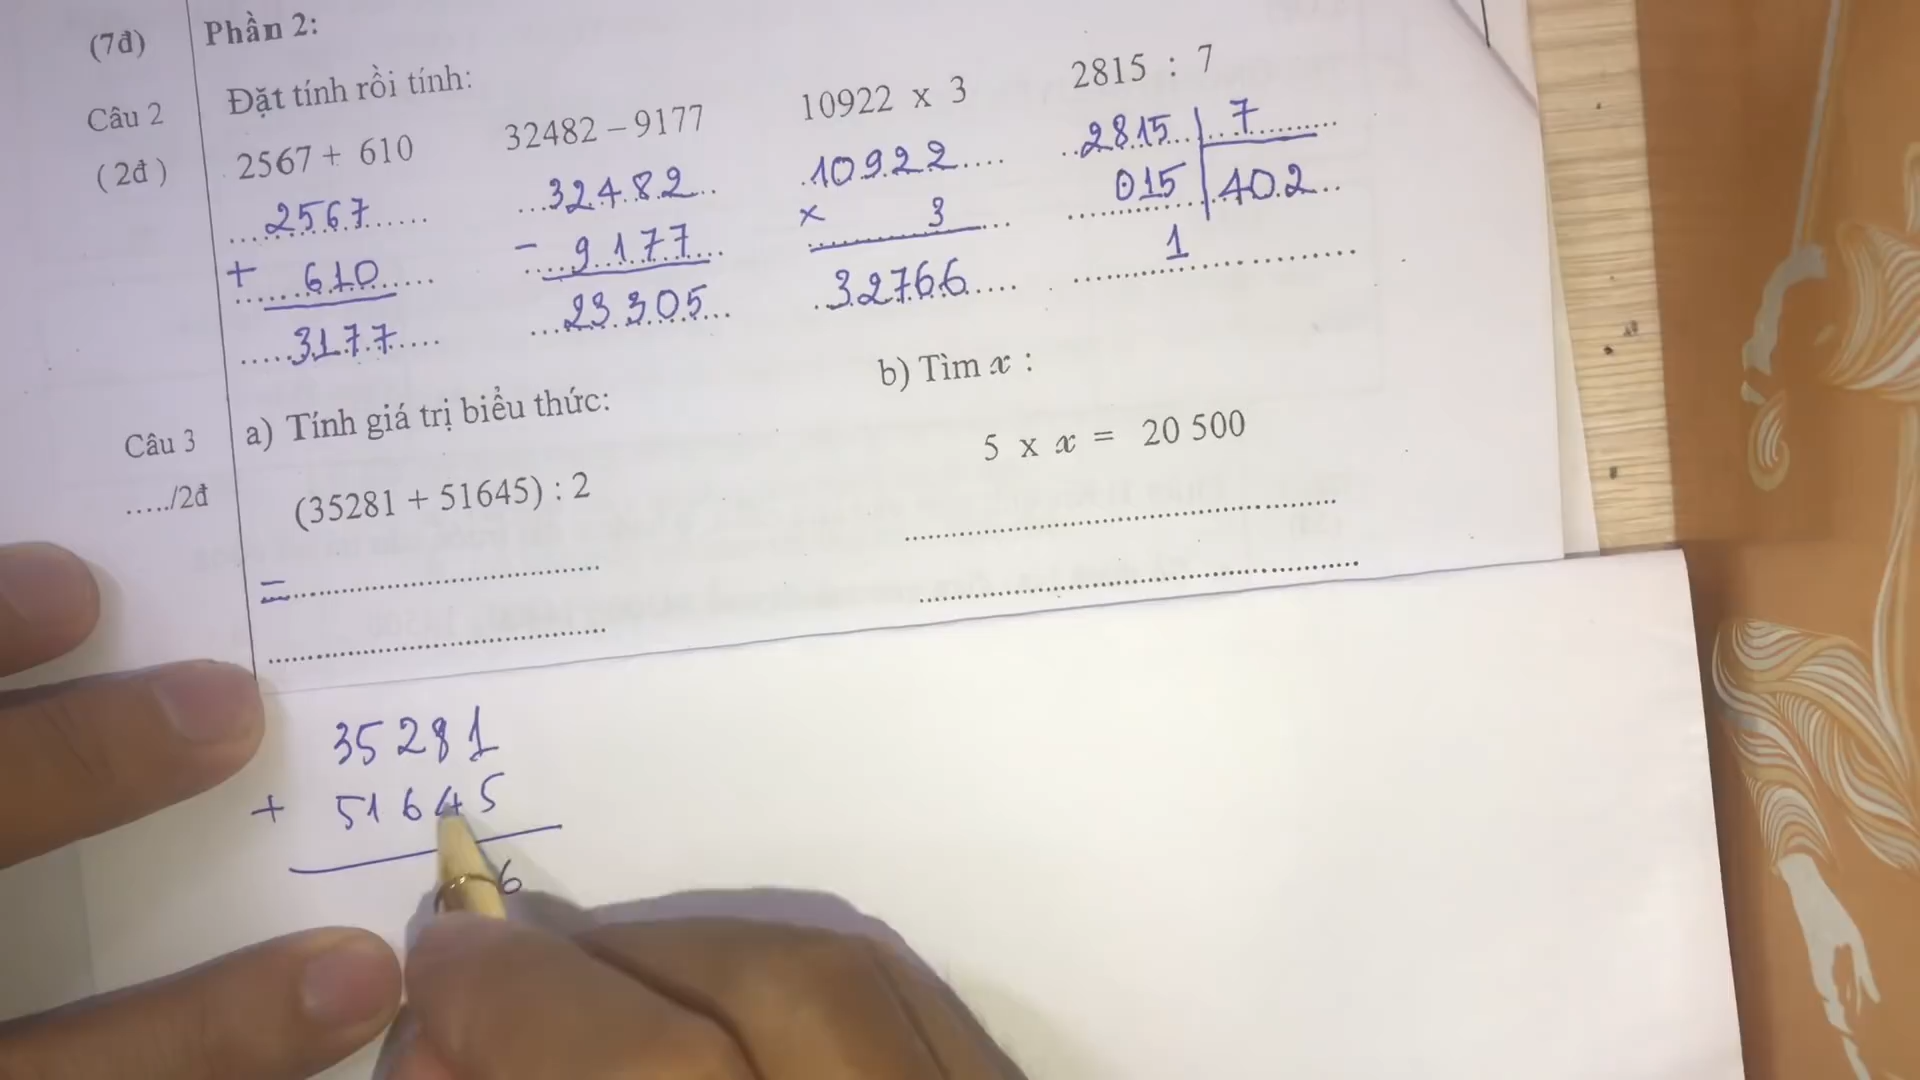 (7đ) Phần 2:
Câu 2 Đặt tính rồi tính:
(2đ) 2567 + 610 32482 – 9177 10922 x 3 2815 : 7
2567 32482 10922 2815 7
+ 610 - 9177 x 3 015 402
3177 23305 32766 1
Câu 3 a) Tính giá trị biểu thức: b) Tìm x :
...../2đ (35281 + 51645) : 2 5 x x = 20 500
=
35281
+ 51645
6